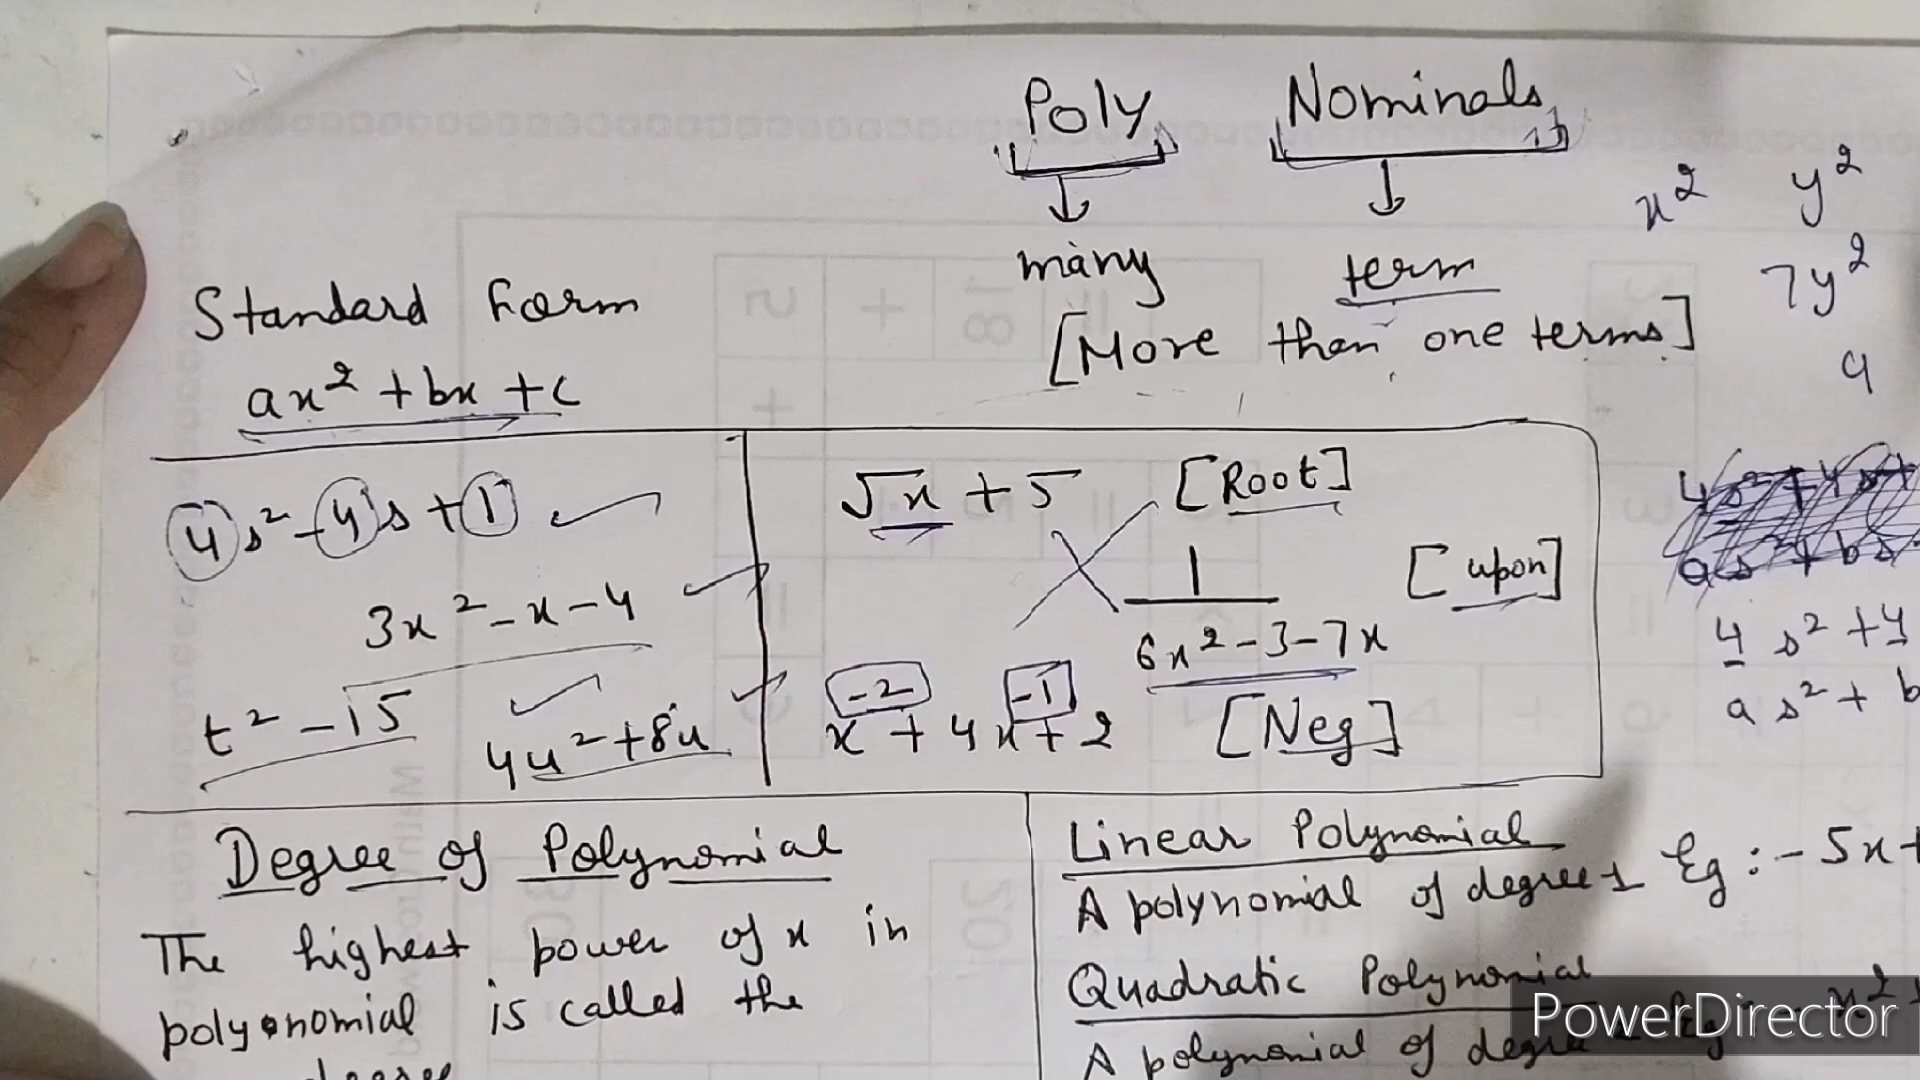 Poly Nominals
many term
[More than one terms]
x² y²
7y²
Standard Form
ax² + bx + c
4s² - 4s + 1
3x² - x - 4
t² - 15
4u² + 8u
√x + 5 [Root]
1 [upon]
6x² - 3 - 7x
x⁻² + 4x⁻¹ + 2 [Neg]
4s² + 4
as² + b
Degree of Polynomial
The highest power of x in
polynomial is called the
degree
Linear Polynomial
A polynomial of degree 1 Eg :- 5x+
Quadratic Polynomial
A polynomial of degree
PowerDirector